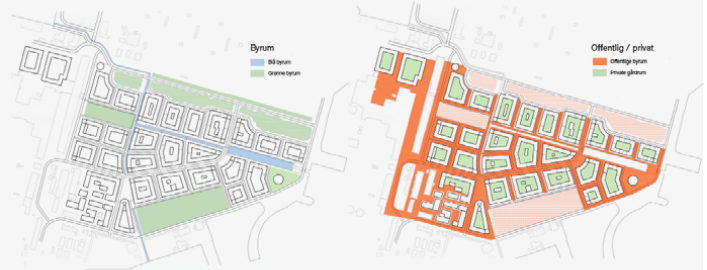 Byrum
Blå byrum
Grønne byrum
Offentlig / privat
Offentlige byrum
Private gårdrum